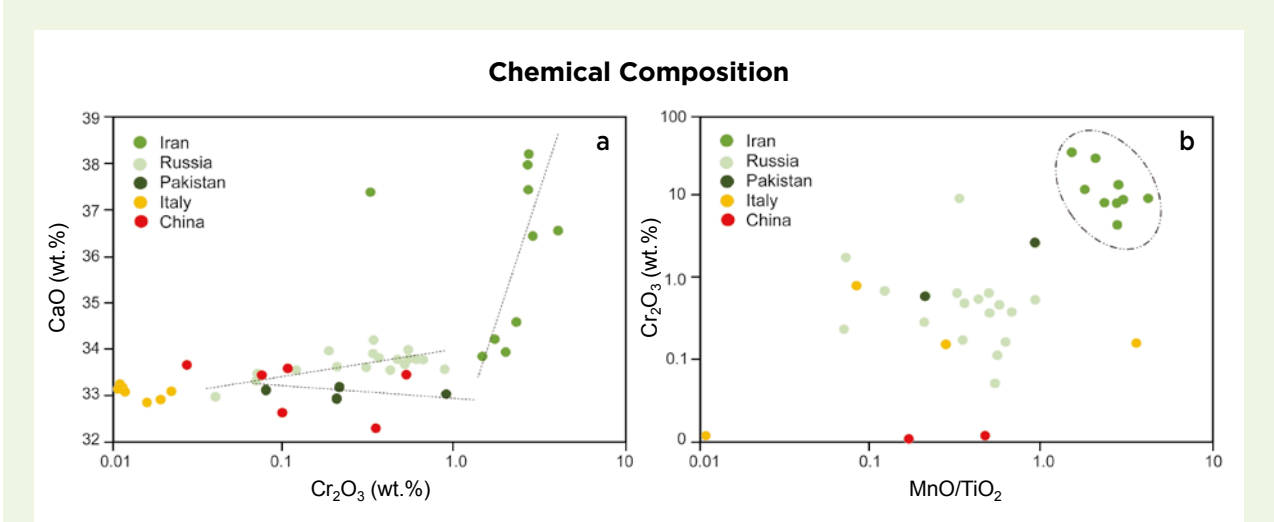 Chemical Composition
a
Iran
Russia
Pakistan
Italy
China
39
38
37
36
35
34
33
32
CaO (wt.%)
0.01
0.1
1.0
10
Cr₂O₃ (wt.%)
b
Iran
Russia
Pakistan
Italy
China
100
10
1.0
0.1
0
Cr₂O₃ (wt.%)
0.01
0.1
1.0
10
MnO/TiO₂